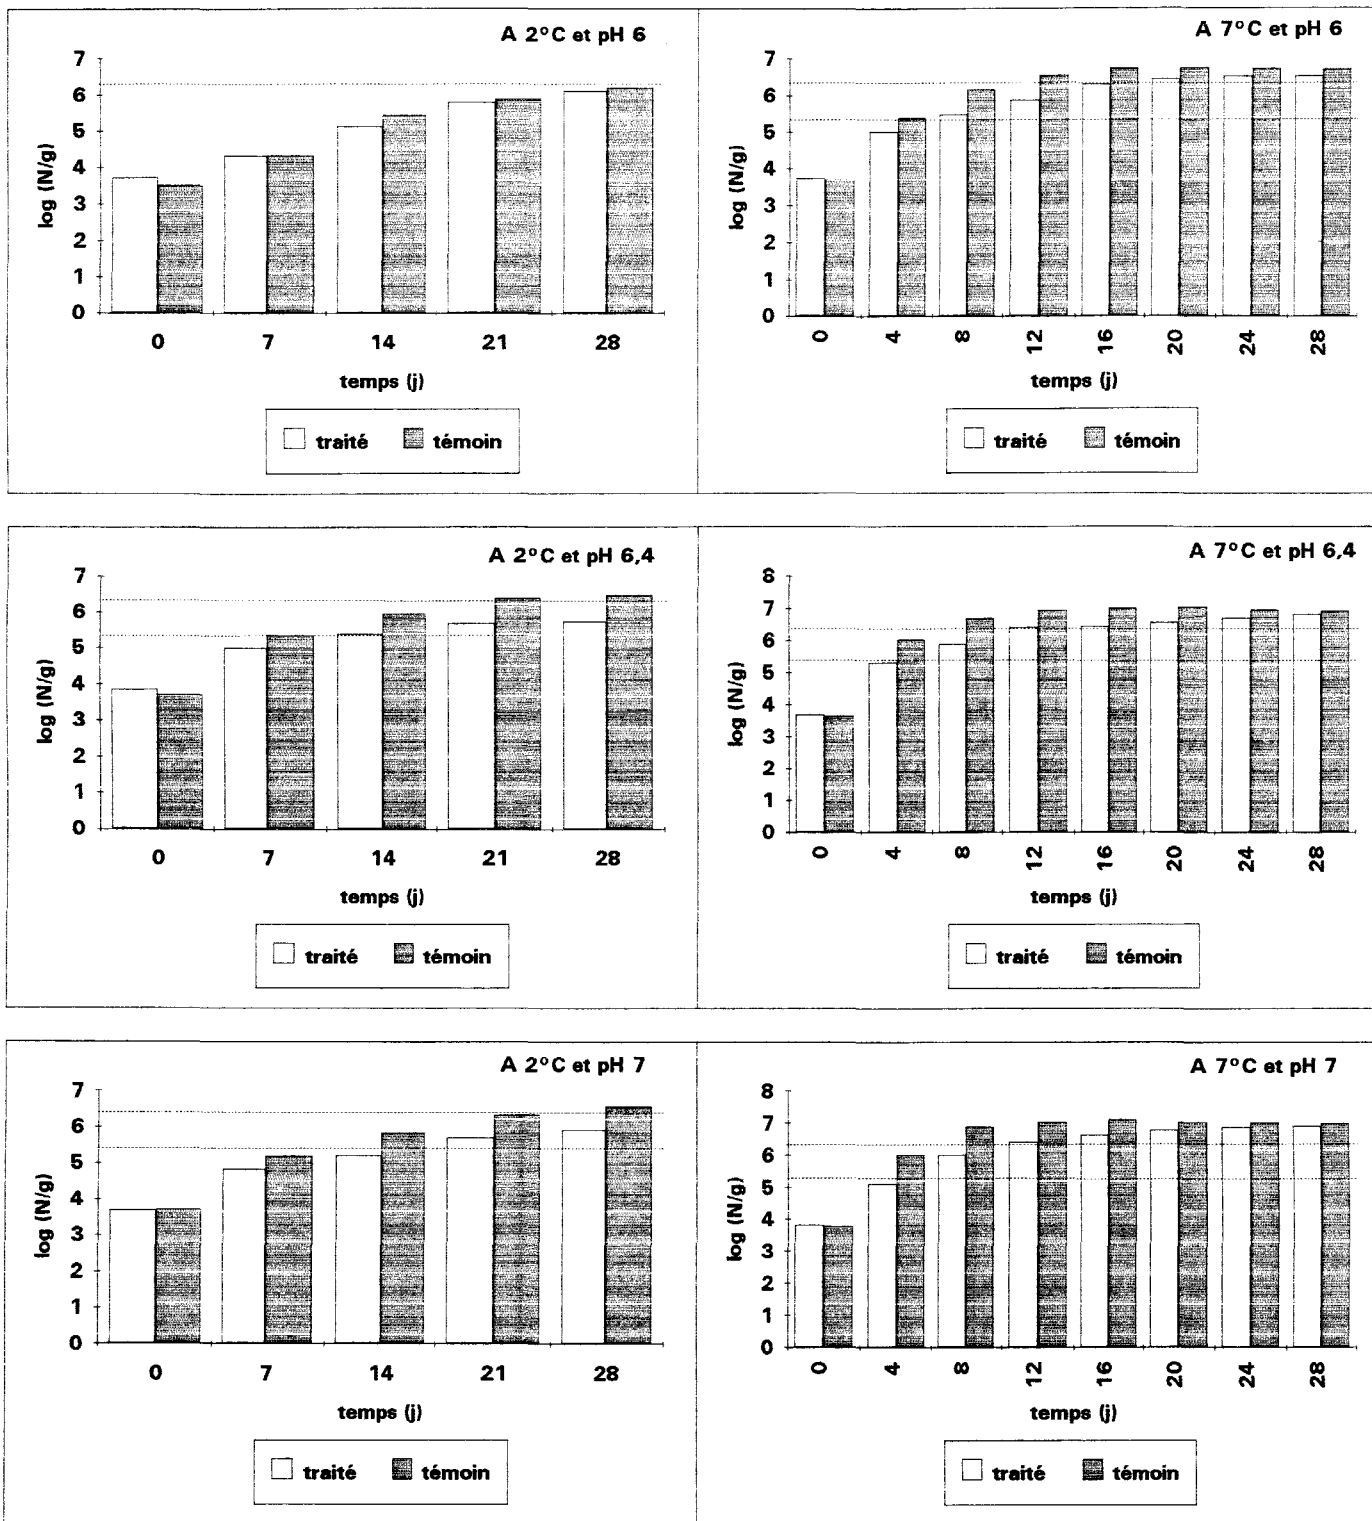 A 2°C et pH 6
7
6
5
4
3
2
1
0
log (N/g)
0 7 14 21 28
temps (j)
traité témoin
A 7°C et pH 6
7
6
5
4
3
2
1
0
log (N/g)
0 4 8 12 16 20 24 28
temps (j)
traité témoin
A 2°C et pH 6,4
7
6
5
4
3
2
1
0
log (N/g)
0 7 14 21 28
temps (j)
traité témoin
A 7°C et pH 6,4
8
7
6
5
4
3
2
1
0
log (N/g)
0 4 8 12 16 20 24 28
temps (j)
traité témoin
A 2°C et pH 7
7
6
5
4
3
2
1
0
log (N/g)
0 7 14 21 28
temps (j)
traité témoin
A 7°C et pH 7
8
7
6
5
4
3
2
1
0
log (N/g)
0 4 8 12 16 20 24 28
temps (j)
traité témoin